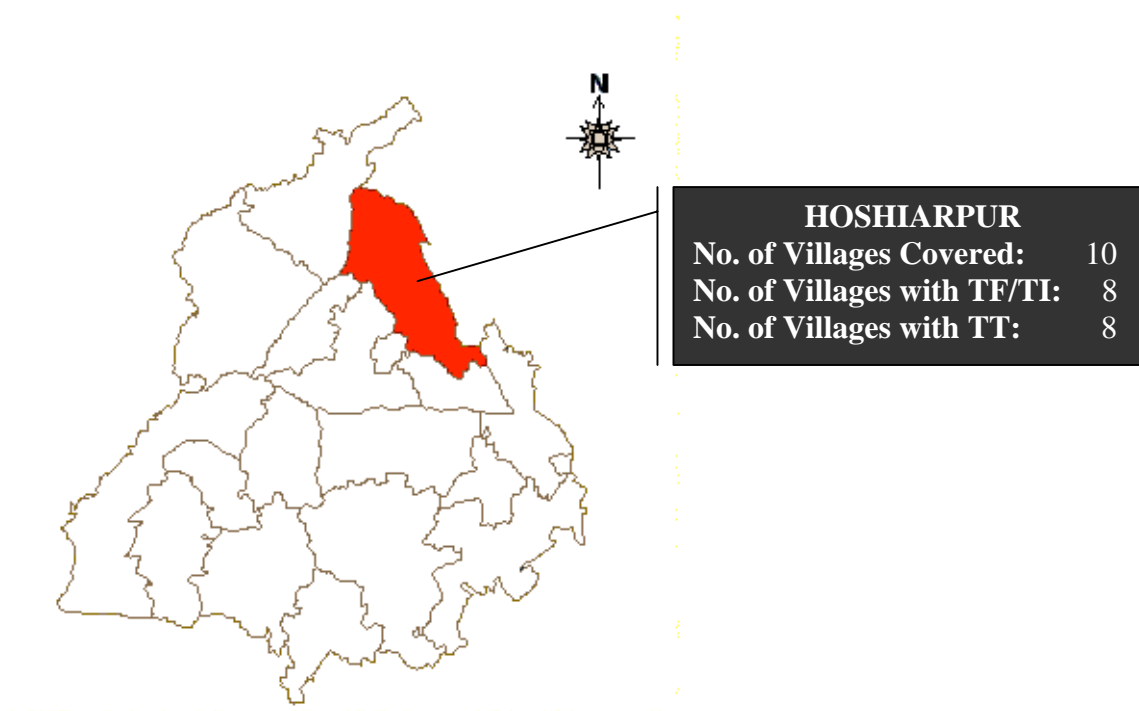 N
HOSHIARPUR
No. of Villages Covered: 10
No. of Villages with TF/TI: 8
No. of Villages with TT: 8